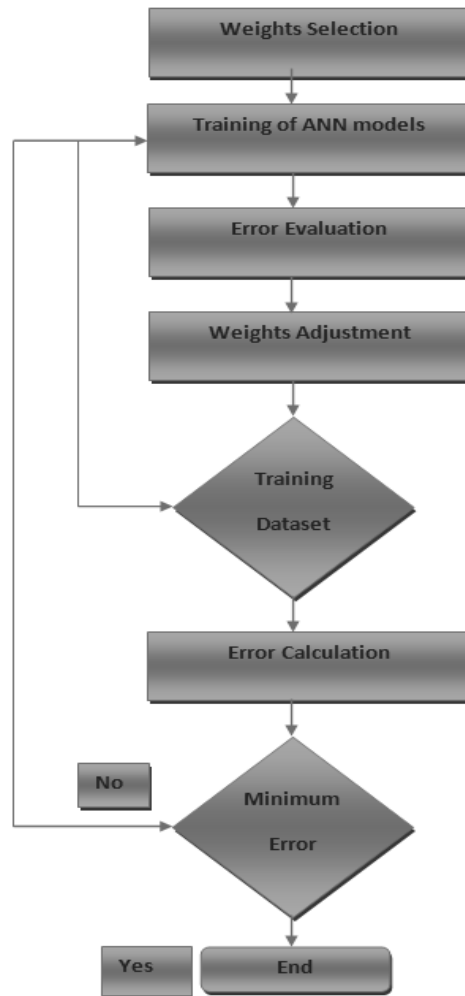 Weights Selection
Training of ANN models
Error Evaluation
Weights Adjustment
Training
Dataset
Error Calculation
No
Minimum
Error
Yes
End